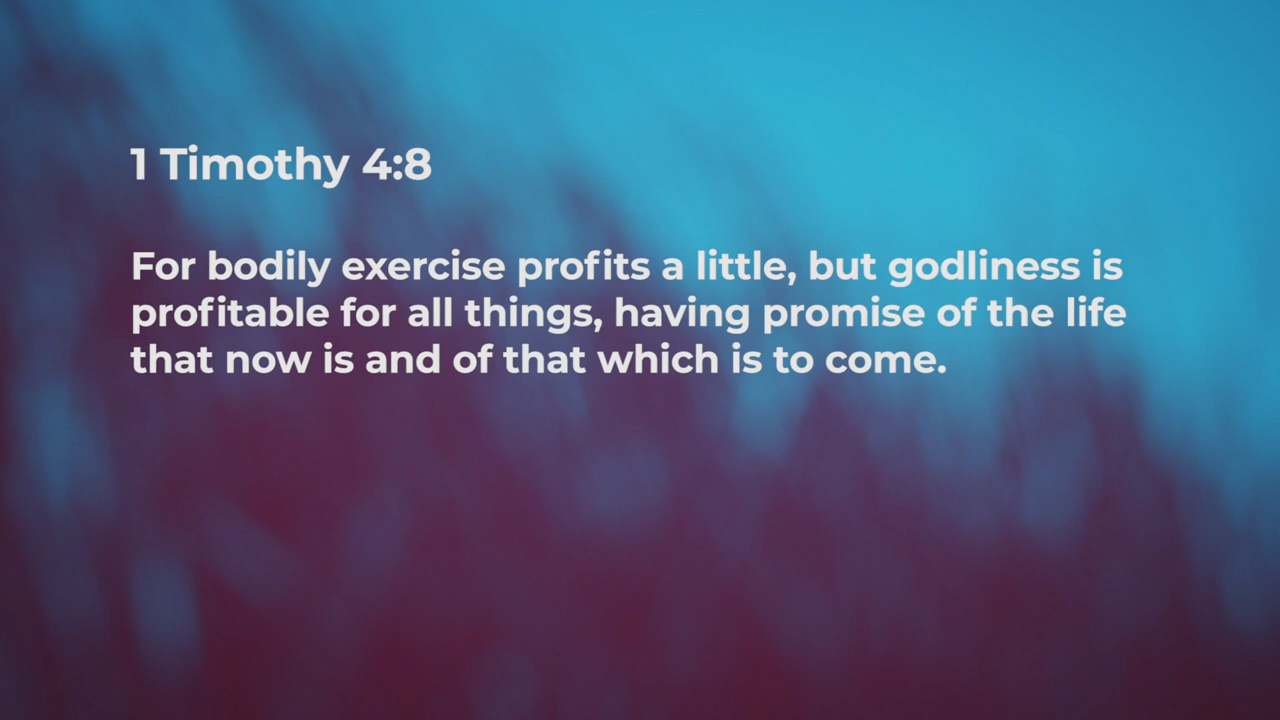 1 Timothy 4:8
For bodily exercise profits a little, but godliness is
profitable for all things, having promise of the life
that now is and of that which is to come.